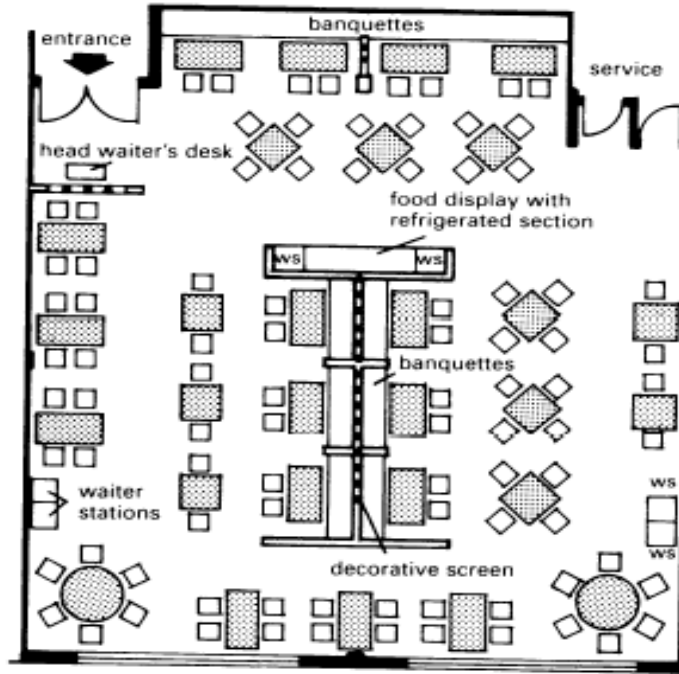 banquettes
entrance
service
head waiter's desk
food display with
refrigerated section
ws
ws
banquettes
waiter
stations
ws
ws
decorative screen